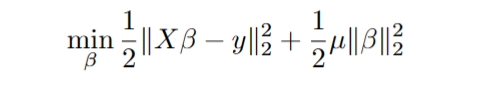 min_β 1/2 ‖Xβ − y‖₂² + 1/2 μ‖β‖₂²